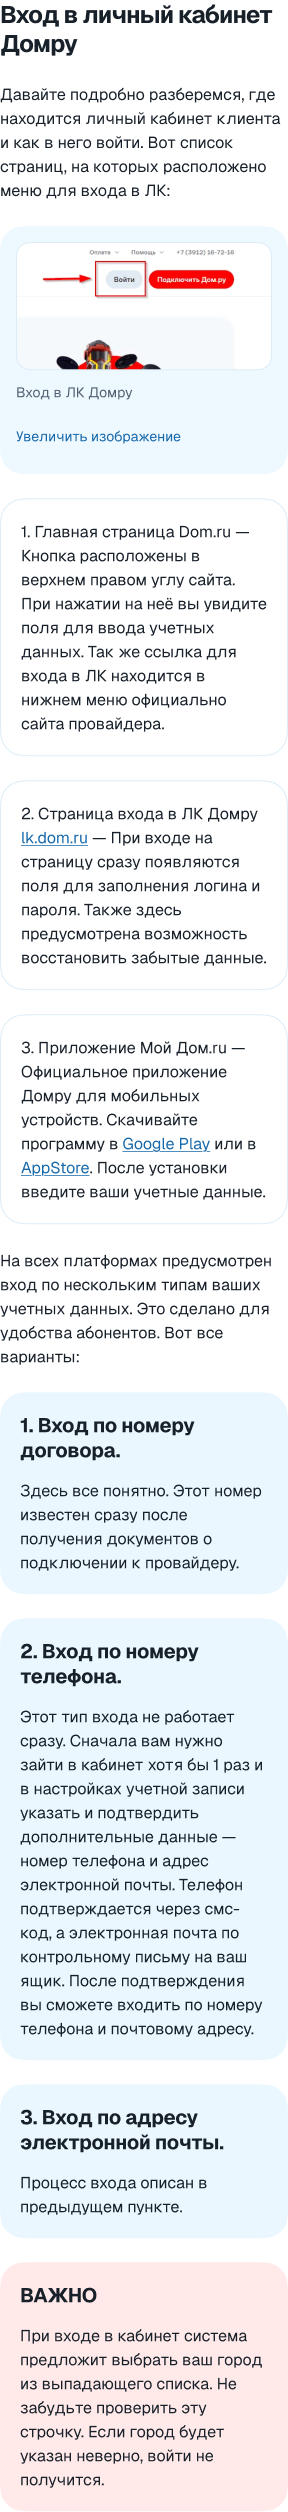 Вход в личный кабинет
Домру
Давайте подробно разберемся, где
находится личный кабинет клиента
и как в него войти. Вот список
страниц, на которых расположено
меню для входа в ЛК:
Оплата Помощь +7 (3912) 16-72-16
Войти Подключить Дом.ру
Вход в ЛК Домру
Увеличить изображение
1. Главная страница Dom.ru —
Кнопка расположены в
верхнем правом углу сайта.
При нажатии на неё вы увидите
поля для ввода учетных
данных. Так же ссылка для
входа в ЛК находится в
нижнем меню официально
сайта провайдера.
2. Страница входа в ЛК Домру
lk.dom.ru — При входе на
страницу сразу появляются
поля для заполнения логина и
пароля. Также здесь
предусмотрена возможность
восстановить забытые данные.
3. Приложение Мой Дом.ru —
Официальное приложение
Домру для мобильных
устройств. Скачивайте
программу в Google Play или в
AppStore. После установки
введите ваши учетные данные.
На всех платформах предусмотрен
вход по нескольким типам ваших
учетных данных. Это сделано для
удобства абонентов. Вот все
варианты:
1. Вход по номеру
договора.
Здесь все понятно. Этот номер
известен сразу после
получения документов о
подключении к провайдеру.
2. Вход по номеру
телефона.
Этот тип входа не работает
сразу. Сначала вам нужно
зайти в кабинет хотя бы 1 раз и
в настройках учетной записи
указать и подтвердить
дополнительные данные —
номер телефона и адрес
электронной почты. Телефон
подтверждается через смс-
код, а электронная почта по
контрольному письму на ваш
ящик. После подтверждения
вы сможете входить по номеру
телефона и почтовому адресу.
3. Вход по адресу
электронной почты.
Процесс входа описан в
предыдущем пункте.
ВАЖНО
При входе в кабинет система
предложит выбрать ваш город
из выпадающего списка. Не
забудьте проверить эту
строчку. Если город будет
указан неверно, войти не
получится.